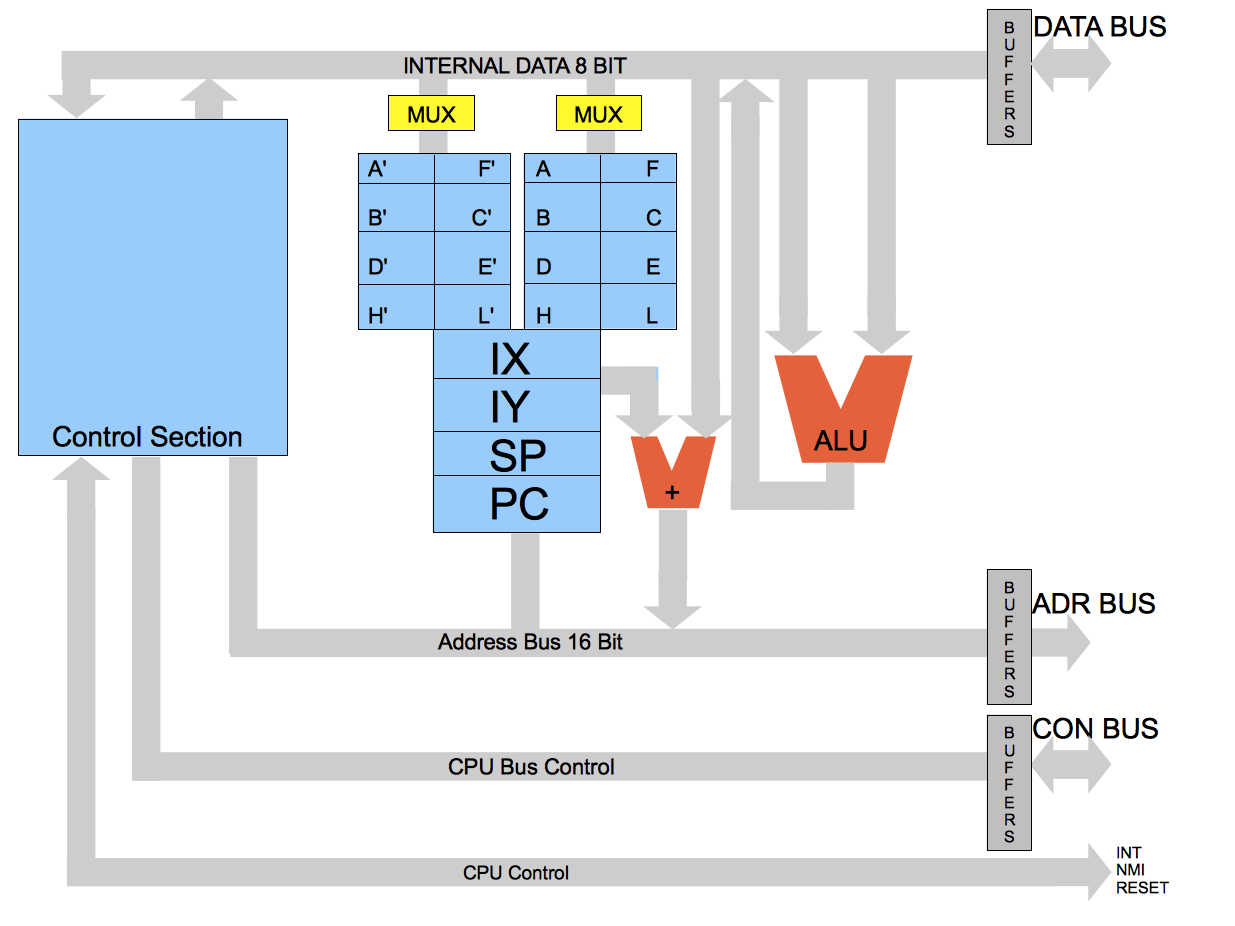 DATA BUS
BUFFERS
INTERNAL DATA 8 BIT
MUX
MUX
A' F' A F
B' C' B C
D' E' D E
H' L' H L
IX
IY
SP
PC
Control Section
ALU
+
BUFFERS
ADR BUS
Address Bus 16 Bit
BUFFERS
CON BUS
CPU Bus Control
CPU Control
INT
NMI
RESET